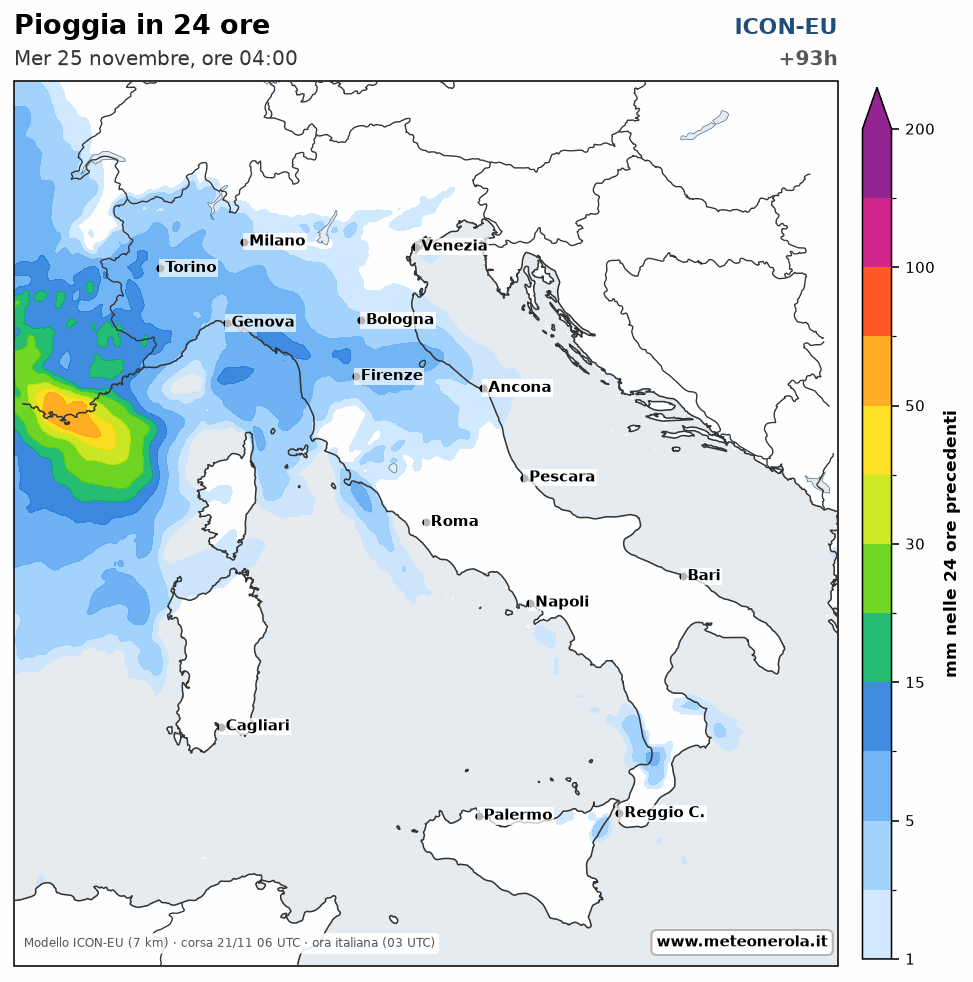 Pioggia in 24 ore
ICON-EU
Mer 25 novembre, ore 04:00
+93h
200
Milano
Venezia
Torino
100
Genova
Bologna
Firenze
Ancona
50
Pescara
Roma
30
Bari
Napoli
mm nelle 24 ore precedenti
15
Cagliari
Palermo
Reggio C.
5
Modello ICON-EU (7 km) · corsa 21/11 06 UTC · ora italiana (03 UTC)
www.meteonerola.it
1